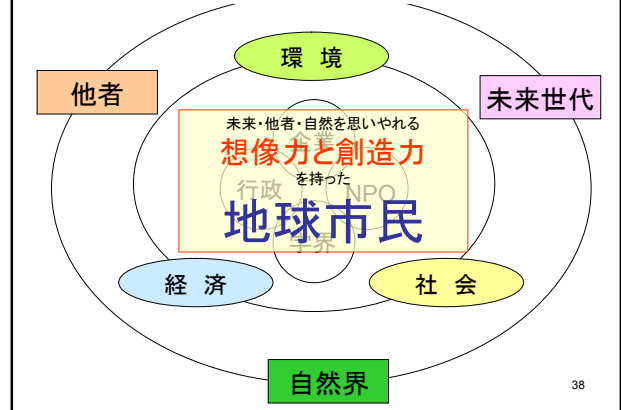 環 境
他者
未来世代
未来・他者・自然を思いやれる
企業
想像力と創造力
を持った
行政
NPO
地球市民
学界
経 済
社 会
自然界
38